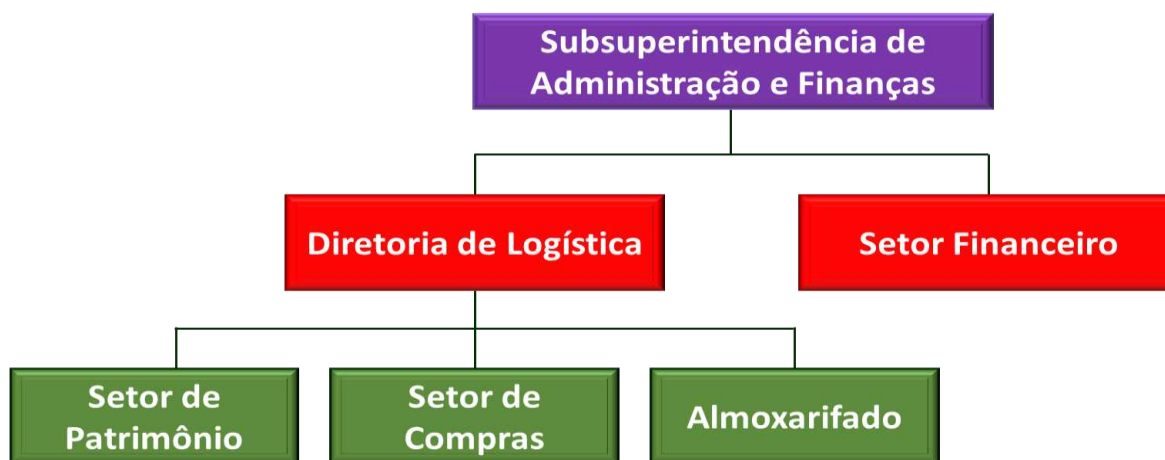 Subsuperintendência de
Administração e Finanças
Diretoria de Logística
Setor Financeiro
Setor de
Patrimônio
Setor de
Compras
Almoxarifado